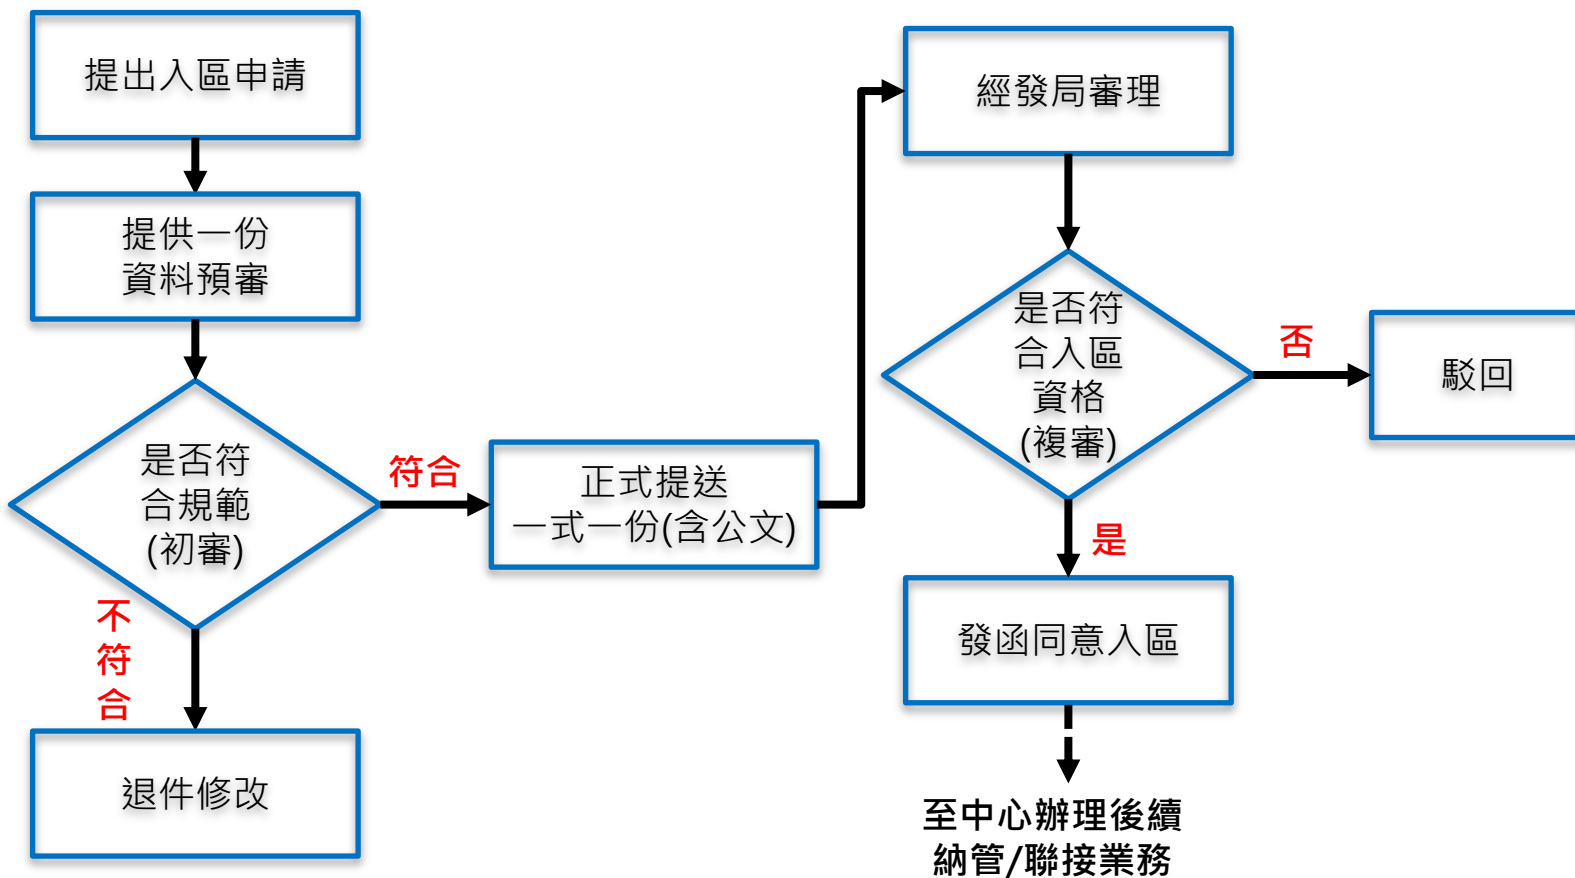 提出入區申請
提供一份
資料預審
是否符
合規範
(初審)
符合
不
符
合
退件修改
正式提送
一式一份(含公文)
經發局審理
是否符
合入區
資格
(複審)
否
駁回
是
發函同意入區
至中心辦理後續
納管/聯接業務